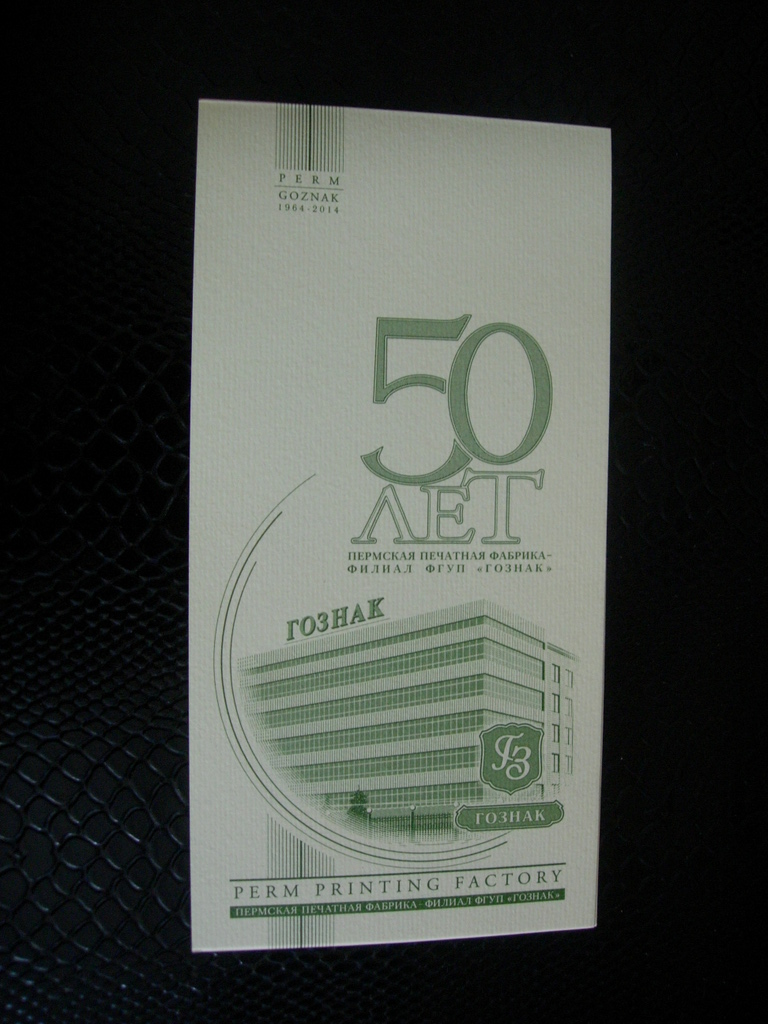 PERM
GOZNAK
1964-2014
50
ЛЕТ
ПЕРМСКАЯ ПЕЧАТНАЯ ФАБРИКА-
ФИЛИАЛ ФГУП «ГОЗНАК»
ГОЗНАК
ГЗ
ГОЗНАК
PERM PRINTING FACTORY
ПЕРМСКАЯ ПЕЧАТНАЯ ФАБРИКА - ФИЛИАЛ ФГУП «ГОЗНАК»